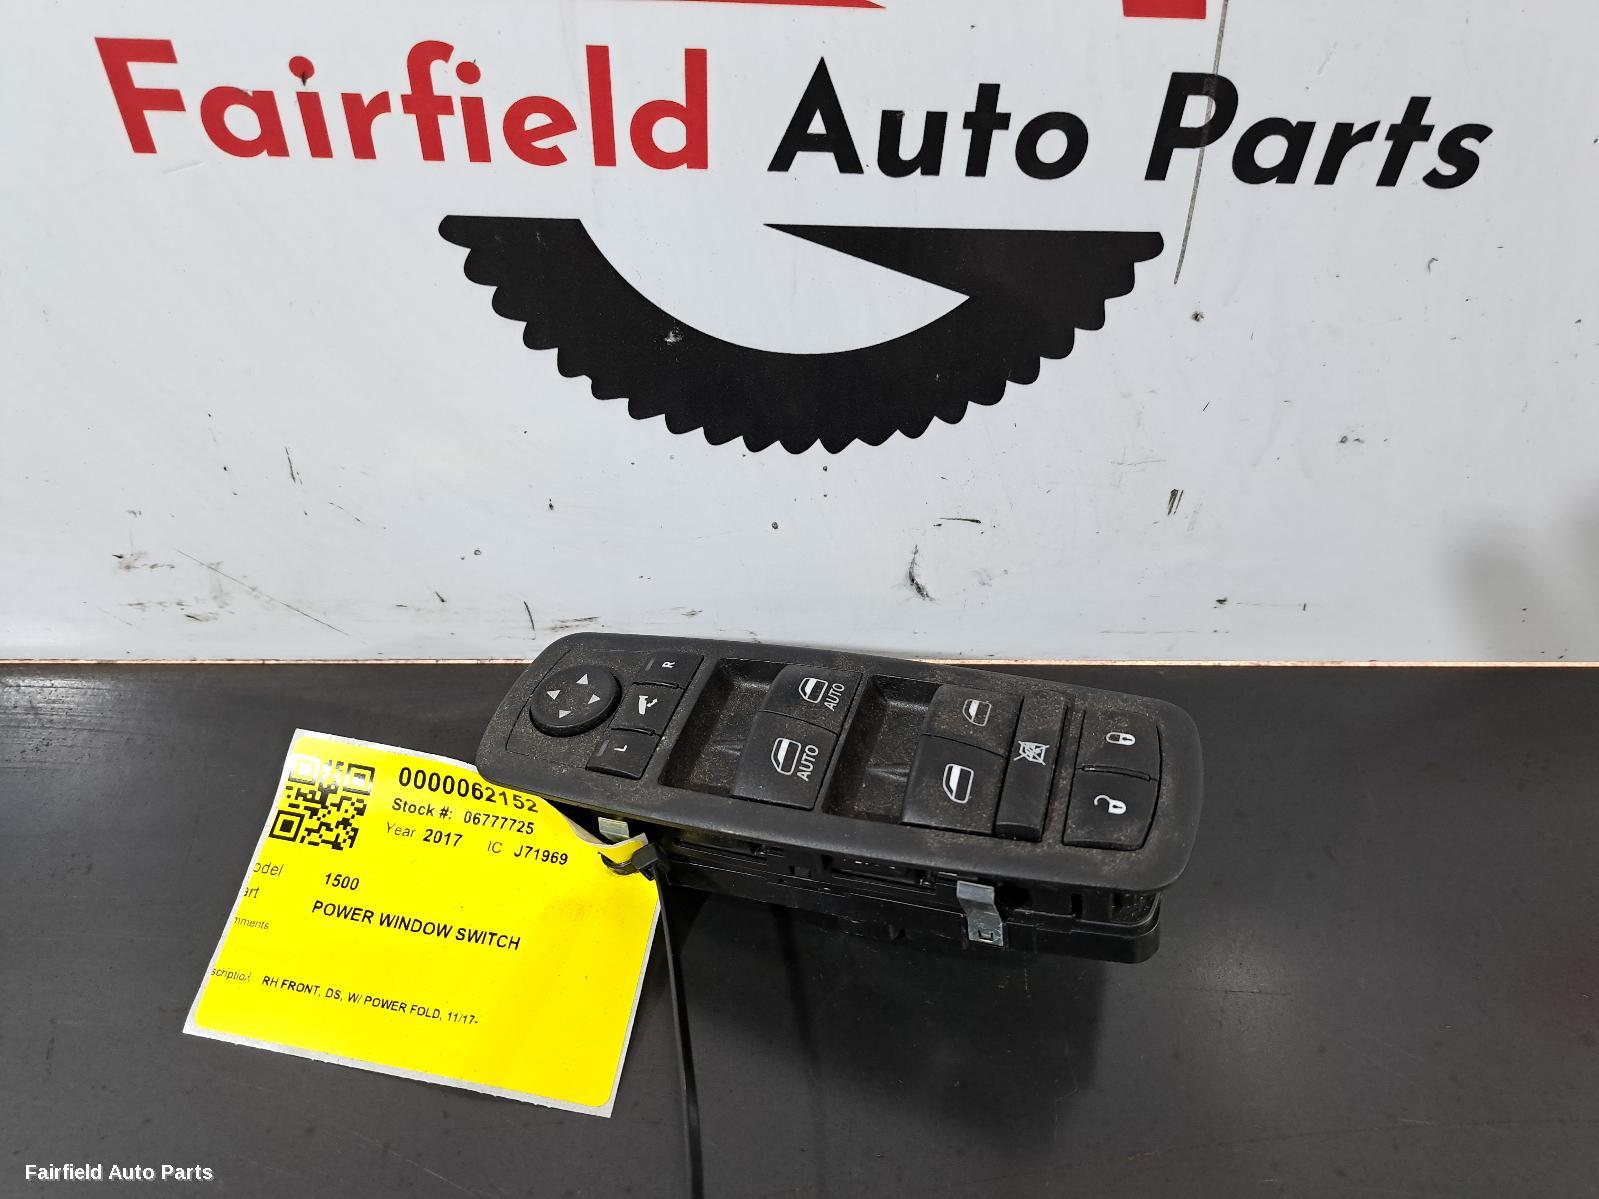 Fairfield Auto Parts
R
L
AUTO
AUTO
0000062152
Stock #: 06777725
Year 2017 IC J71969
odel 1500
art POWER WINDOW SWITCH
mments
scription RH FRONT, DS, W/ POWER FOLD, 11/17-
Fairfield Auto Parts